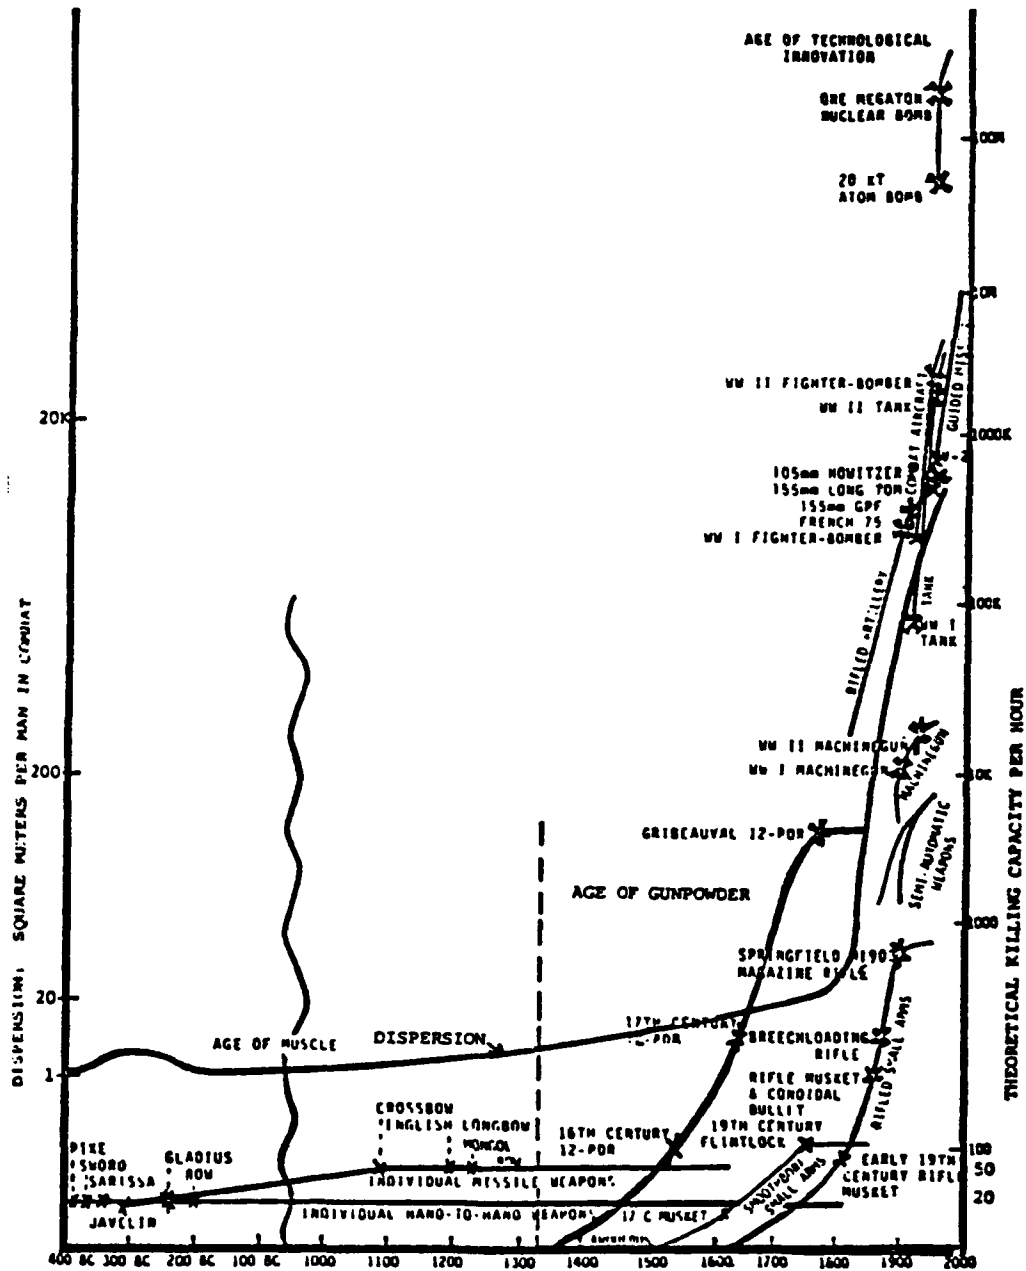 AGE OF TECHNOLOGICAL
INNOVATION
ONE MEGATON
NUCLEAR BOMB
100M
20 KT
ATOM BOMB
WW II FIGHTER-BOMBER
WW II TANK
COMBAT AIRCRAFT
GUIDED
20K
1000K
105mm HOWITZER
155mm LONG TOM
155mm GPF
FRENCH 75
WW I FIGHTER-BOMBER
RIFLED ARTILLERY
TANK
100K
WW I
TANK
DISPERSION: SQUARE METERS PER MAN IN COMBAT
THEORETICAL KILLING CAPACITY PER HOUR
WW II MACHINEGUN
WW I MACHINEGUN
MACHINEGUN
200
10K
GRIBEAUVAL 12-PDR
SEMI-AUTOMATIC
WEAPONS
AGE OF GUNPOWDER
1000
SPRINGFIELD M1903
MAGAZINE RIFLE
20
17TH CENTURY
12-PDR
AGE OF MUSCLE
DISPERSION
BREECHLOADING
RIFLE
RIFLED SMALL ARMS
1
RIFLE MUSKET
& CONOIDAL
BULLET
CROSSBOW
ENGLISH LONGBOW
MONGOL
16TH CENTURY
12-PDR
19TH CENTURY
FLINTLOCK
SMOOTHBORE
SMALL ARMS
EARLY 19TH
CENTURY RIFLE
MUSKET
100
50
20
PIKE
SWORD
SARISSA
JAVELIN
GLADIUS
BOW
INDIVIDUAL MISSILE WEAPONS
INDIVIDUAL HAND-TO-HAND WEAPONS
17 C MUSKET
400 BC 300 BC 200 BC 100 BC 1000 1100 1200 1300 1400 1500 1600 1700 1800 1900 2000